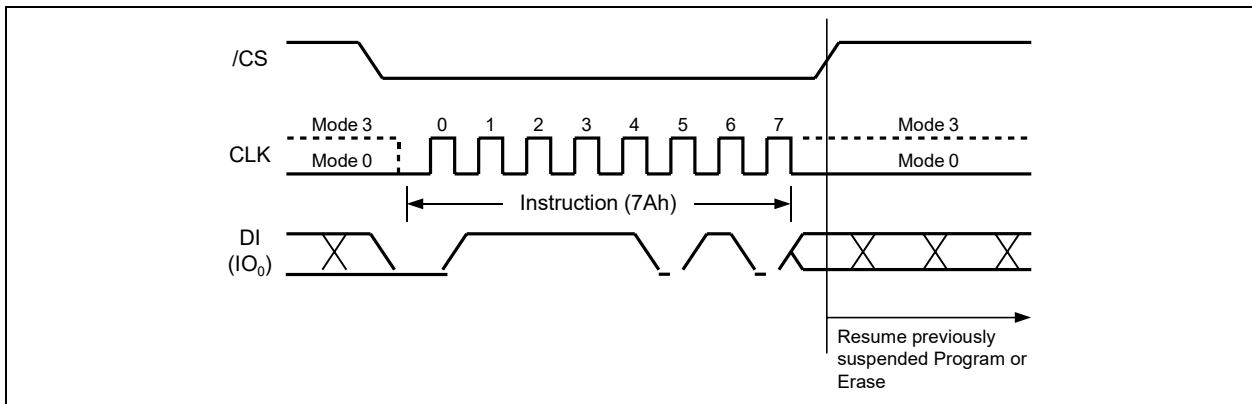 /CS
Mode 3
0 1 2 3 4 5 6 7
Mode 3
CLK
Mode 0
Mode 0
Instruction (7Ah)
DI
(IO0)
Resume previously
suspended Program or
Erase